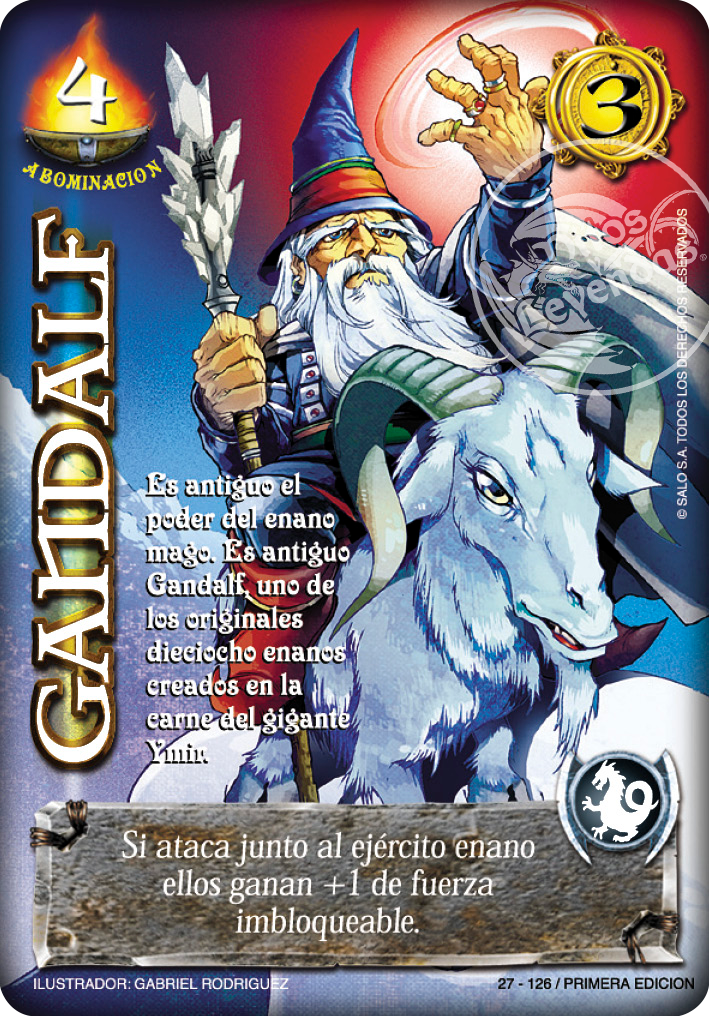 4
3
ABOMINACION
GANDALF
Es antiguo el
poder del enano
mago. Es antiguo
Gandalf, uno de
los originales
dieciocho enanos
creados en la
carne del gigante
Ymir.
Mitos y
Leyendas
®
© SALO S.A. TODOS LOS DERECHOS RESERVADOS
Si ataca junto al ejército enano
ellos ganan +1 de fuerza
imbloqueable.
ILUSTRADOR: GABRIEL RODRIGUEZ
27 - 126 / PRIMERA EDICION